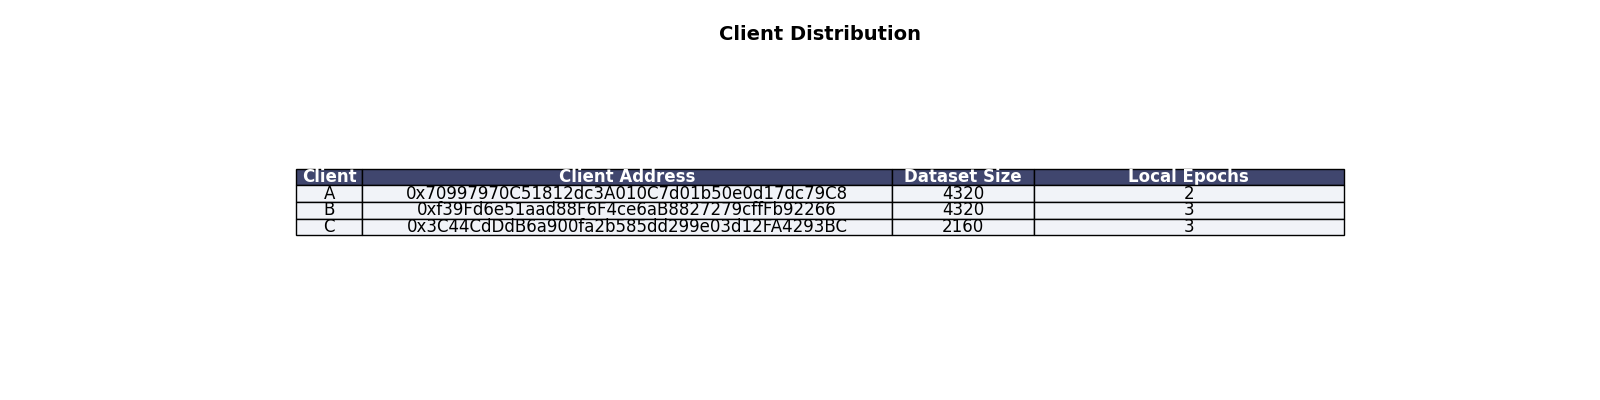 Client Distribution
Client Client Address Dataset Size Local Epochs
A 0x70997970C51812dc3A010C7d01b50e0d17dc79C8 4320 2
B 0xf39Fd6e51aad88F6F4ce6aB8827279cffFb92266 4320 3
C 0x3C44CdDdB6a900fa2b585dd299e03d12FA4293BC 2160 3